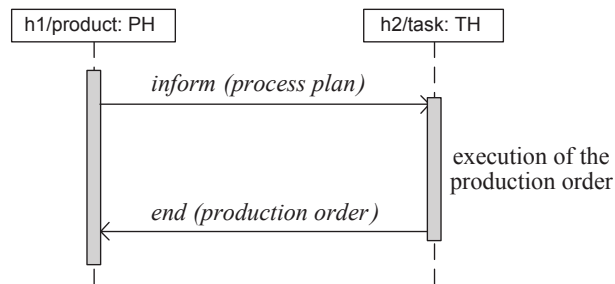 h1/product: PH
h2/task: TH
inform (process plan)
execution of the
production order
end (production order)